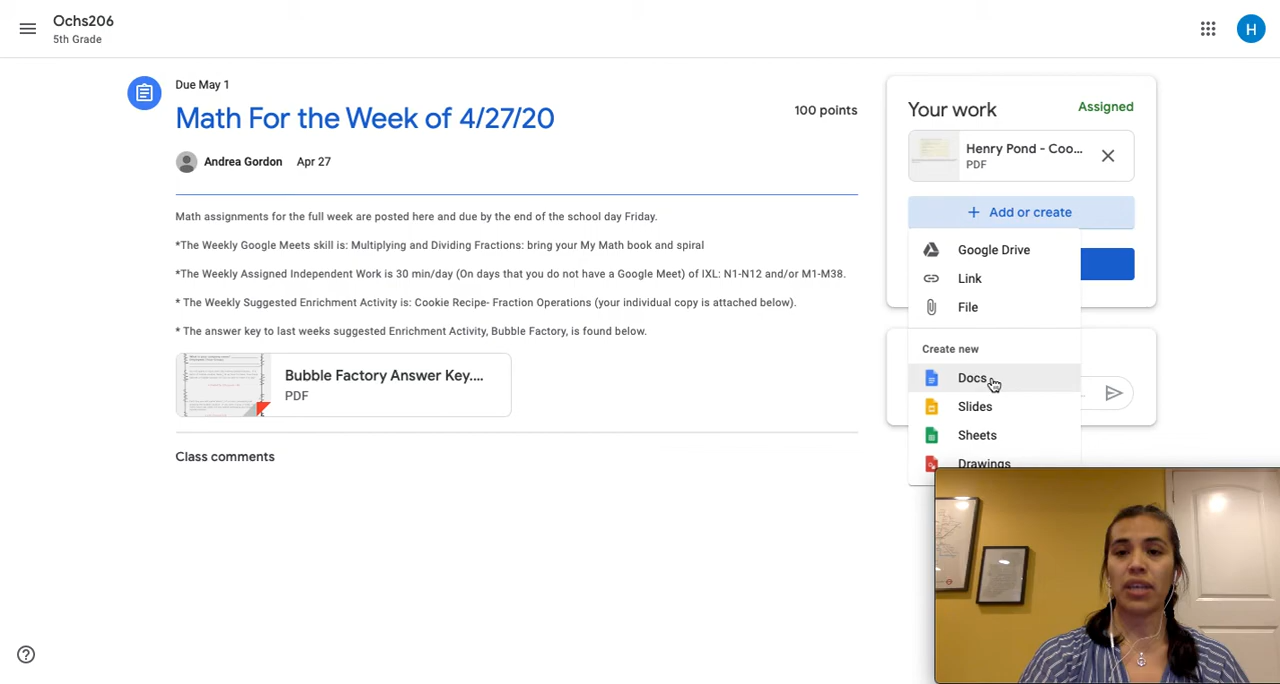 Ochs206
5th Grade
H
Due May 1
Math For the Week of 4/27/20
100 points
Andrea Gordon Apr 27
Math assignments for the full week are posted here and due by the end of the school day Friday.
*The Weekly Google Meets skill is: Multiplying and Dividing Fractions: bring your My Math book and spiral
*The Weekly Assigned Independent Work is 30 min/day (On days that you do not have a Google Meet) of IXL: N1-N12 and/or M1-M38.
* The Weekly Suggested Enrichment Activity is: Cookie Recipe- Fraction Operations (your individual copy is attached below).
* The answer key to last weeks suggested Enrichment Activity, Bubble Factory, is found below.
Bubble Factory Answer Key....
PDF
Class comments
Your work
Assigned
Henry Pond - Coo...
PDF
+ Add or create
Google Drive
Link
File
Create new
Docs
Slides
Sheets
Drawings